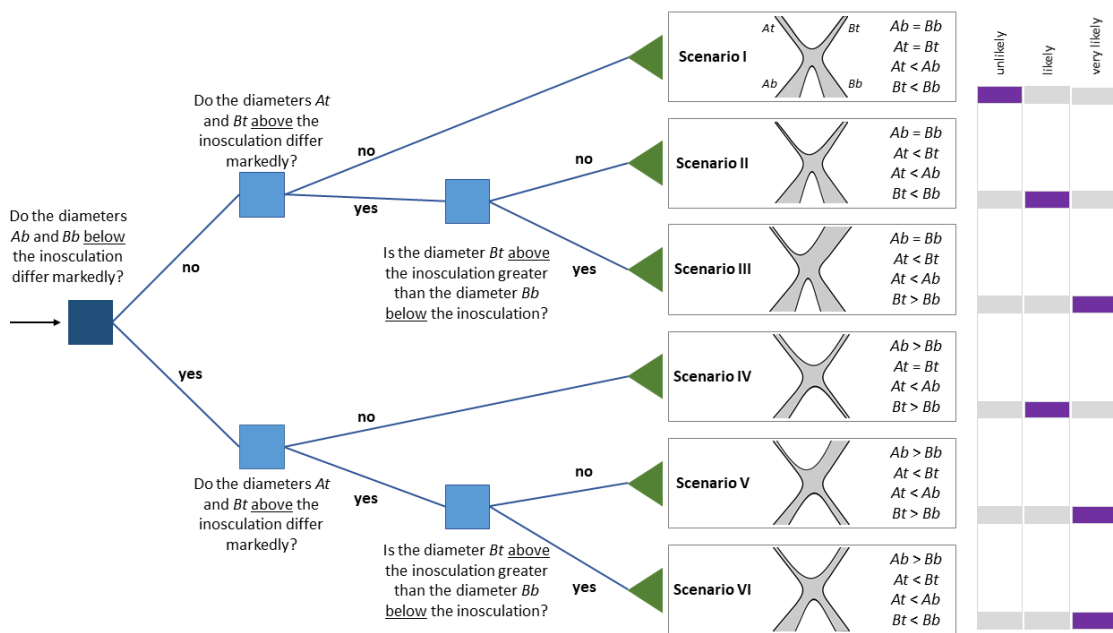 Do the diameters
Ab and Bb below
the inosculation
differ markedly?
no
yes
Do the diameters At
and Bt above the
inosculation differ
markedly?
no
yes
Is the diameter Bt above
the inosculation greater
than the diameter Bb
below the inosculation?
no
yes
Do the diameters At
and Bt above the
inosculation differ
markedly?
no
yes
Is the diameter Bt above
the inosculation greater
than the diameter Bb
below the inosculation?
no
yes
Scenario I
At
Bt
Ab
Bb
Ab = Bb
At = Bt
At < Ab
Bt < Bb
Scenario II
Ab = Bb
At < Bt
At < Ab
Bt < Bb
Scenario III
Ab = Bb
At < Bt
At < Ab
Bt > Bb
Scenario IV
Ab > Bb
At = Bt
At < Ab
Bt > Bb
Scenario V
Ab > Bb
At < Bt
At < Ab
Bt > Bb
Scenario VI
Ab > Bb
At < Bt
At < Ab
Bt < Bb
unlikely
likely
very likely